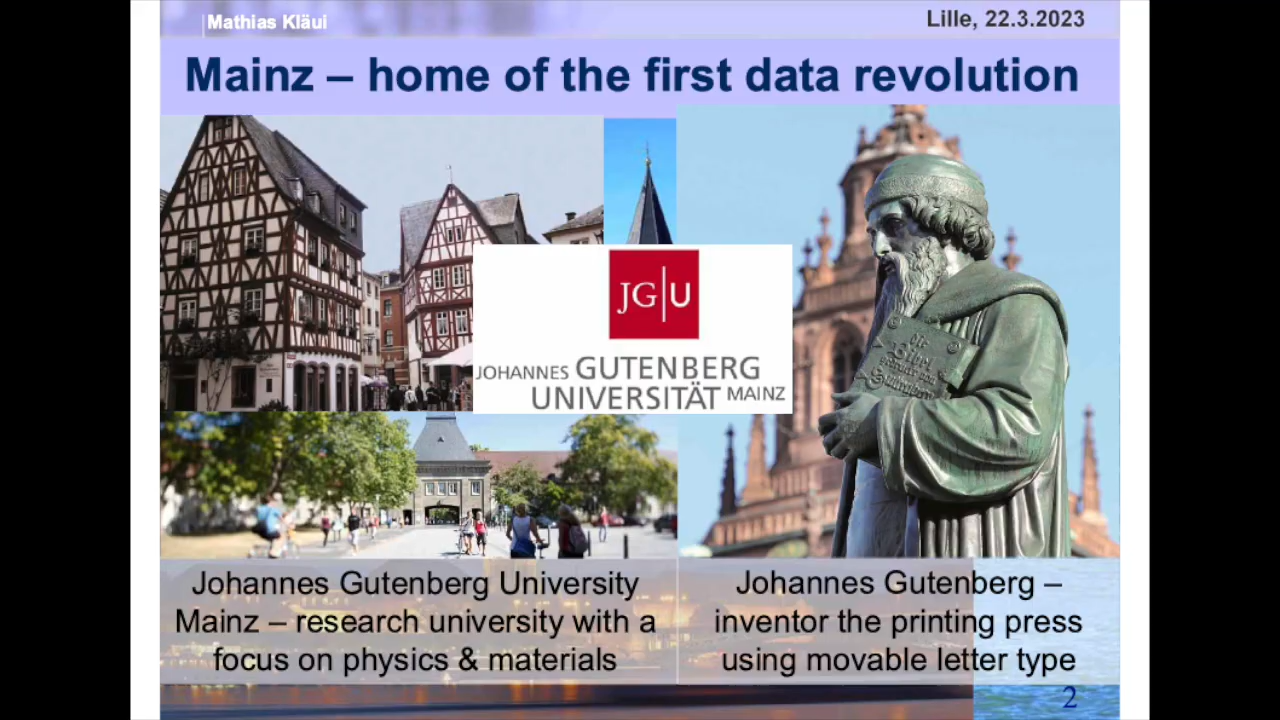 Mathias Kläui
Lille, 22.3.2023
Mainz – home of the first data revolution
JG|U
JOHANNES GUTENBERG
UNIVERSITÄT MAINZ
Johannes Gutenberg University
Mainz – research university with a
focus on physics & materials
Johannes Gutenberg –
inventor the printing press
using movable letter type
2